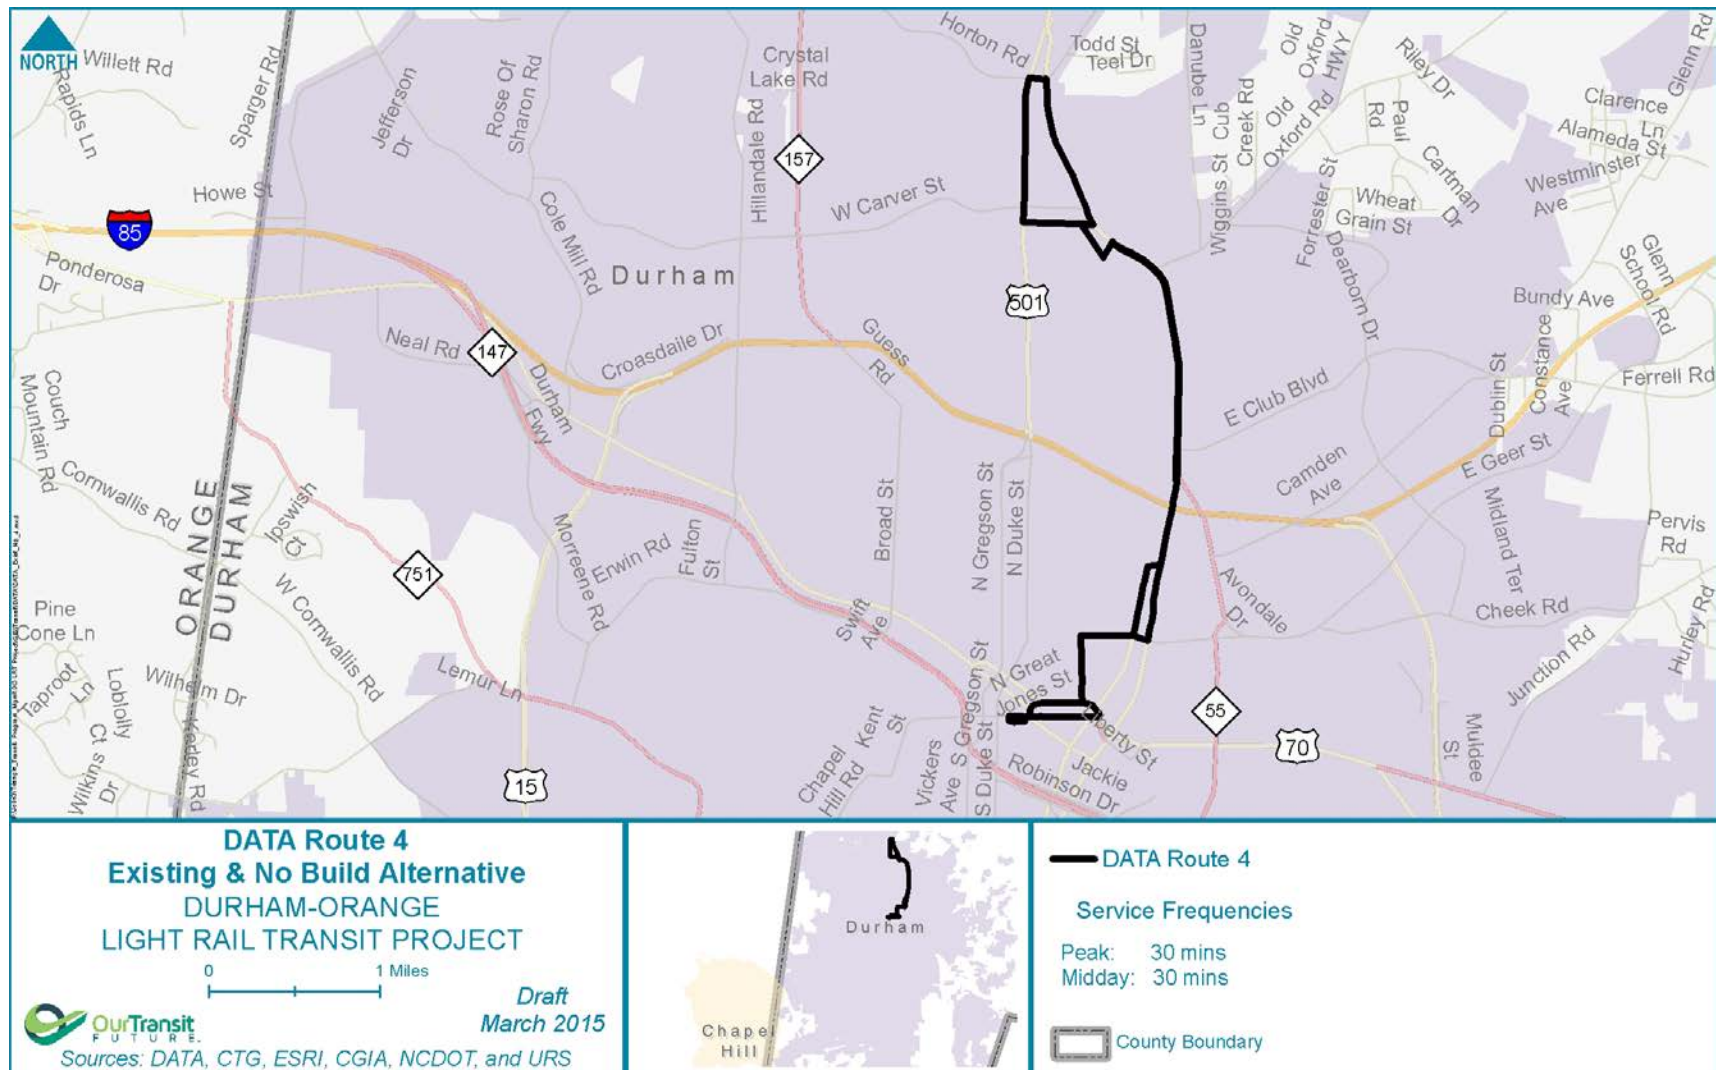 NORTH
Willett Rd
Rapids Ln
Sparger Rd
Jefferson
Dr
Rose Of
Sharon Rd
Crystal
Lake Rd
Hillandale Rd
157
Horton Rd
Todd St
Teel Dr
Danube Ln
Wiggins St
Cub
Creek Rd
Old
Oxford Rd
Old
Oxford
HWY
Riley Dr
Paul
Rd
Cartman
Dr
Glenn Rd
Clarence
Ln
Alameda St
Westminster
Ave
Howe St
85
Ponderosa
Dr
Cole Mill Rd
W Carver St
Durham
501
Forrester St
Wheat
Grain St
Dearborn Dr
Glenn
School Rd
Bundy Ave
Neal Rd
147
Durham
Fwy
Croasdaile Dr
Guess
Rd
E Club Blvd
Dublin St
Constance
Ave
Ferrell Rd
Couch
Mountain Rd
Cornwallis Rd
ORANGE
DURHAM
Ipswish
Ct
751
W Cornwallis Rd
Morreene Rd
Erwin Rd
Fulton
St
Broad St
N Gregson St
N Duke St
Camden
Ave
E Geer St
Midland Ter
Pervis
Rd
Pine
Cone Ln
Taproot
Ln
Loblolly
Ct
Wilkins
Dr
Wilhelm Dr
Kerley Rd
Lemur Ln
15
Swift
Ave
Chapel
Hill Rd
Kent
St
Vickers
Ave
S Gregson St
S Duke St
N Great
Jones St
Liberty St
Jackie
Robinson Dr
Avondale
Dr
55
70
Cheek Rd
Junction Rd
Hurley Rd
Muldee
St
DATA Route 4
Existing & No Build Alternative
DURHAM-ORANGE
LIGHT RAIL TRANSIT PROJECT
0 1 Miles
Draft
March 2015
OurTransit
FUTURE
Sources: DATA, CTG, ESRI, CGIA, NCDOT, and URS
Durham
Chapel
Hill
DATA Route 4
Service Frequencies
Peak: 30 mins
Midday: 30 mins
County Boundary